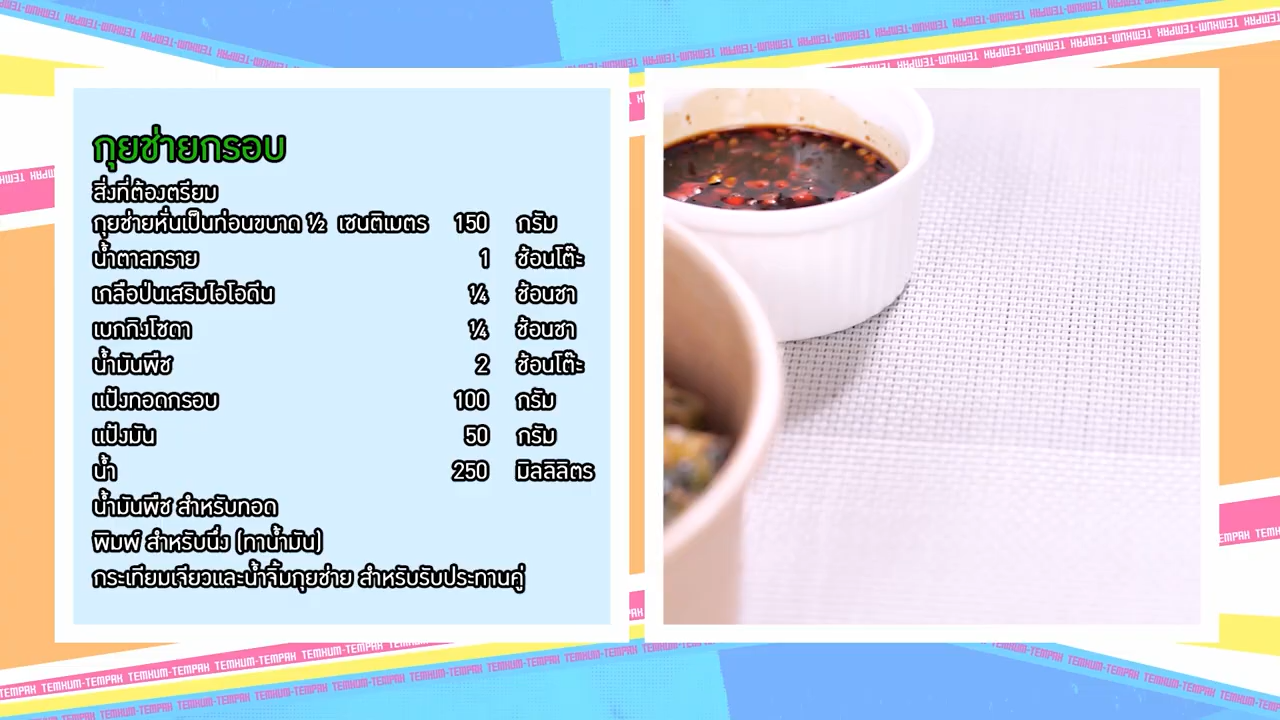 กุยช่ายกรอบ
สิ่งที่ต้องตรียม
กุยช่ายหั่นเป็นท่อนขนาด ½ เซนติเมตร 150 กรัม
น้ำตาลทราย 1 ช้อนโต๊ะ
เกลือป่นเสริมไอโอดีน ¼ ช้อนชา
เบกกิงโซดา ¼ ช้อนชา
น้ำมันพืช 2 ช้อนโต๊ะ
แป้งทอดกรอบ 100 กรัม
แป้งมัน 50 กรัม
น้ำ 250 มิลลิลิตร
น้ำมันพืช สำหรับทอด
พิมพ์ สำหรับนึ่ง (ทาน้ำมัน)
กระเทียมเจียวและน้ำจิ้มกุยช่าย สำหรับรับประทานคู่
TEMXUM-TEMPAX TEMXUM-TEMPAX TEMXUM-TEMPAX TEMXUM-TEMPAX